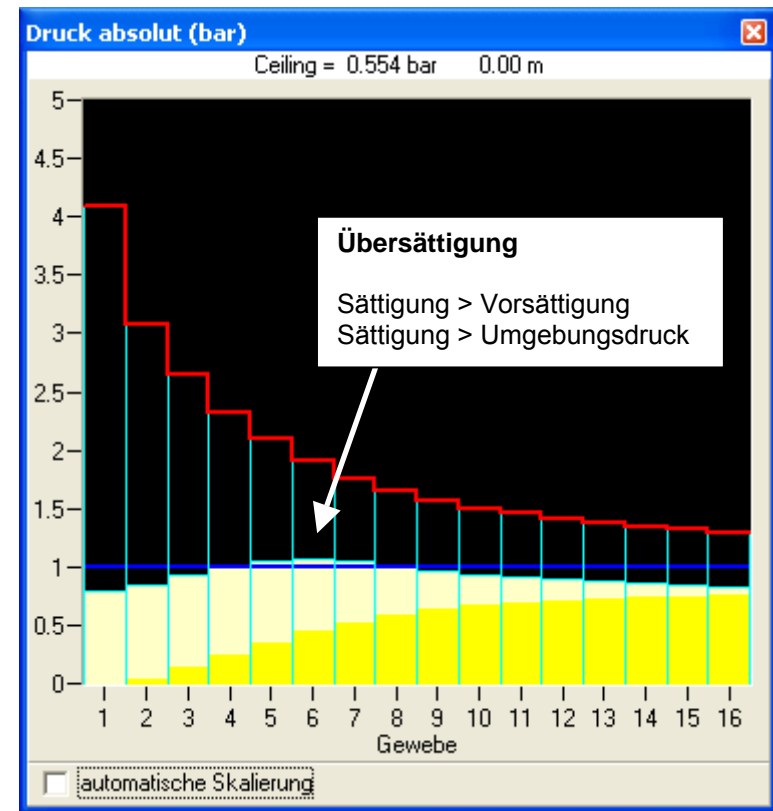 Druck absolut (bar)
Ceiling = 0.554 bar 0.00 m
5
4.5
4
3.5
3
2.5
2
1.5
1
0.5
0
Übersättigung
Sättigung > Vorsättigung
Sättigung > Umgebungsdruck
1 2 3 4 5 6 7 8 9 10 11 12 13 14 15 16
Gewebe
automatische Skalierung